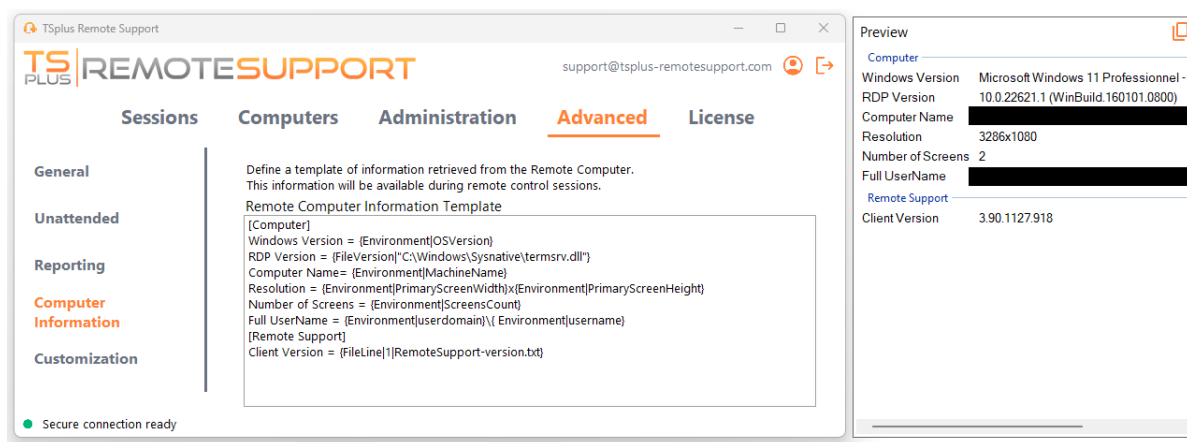 TSplus Remote Support
TS PLUS REMOTESUPPORT
support@tsplus-remotesupport.com
Sessions Computers Administration Advanced License
General
Unattended
Reporting
Computer
Information
Customization
Define a template of information retrieved from the Remote Computer.
This information will be available during remote control sessions.
Remote Computer Information Template
[Computer]
Windows Version = {Environment|OSVersion}
RDP Version = {FileVersion|"C:\Windows\Sysnative\termsrv.dll"}
Computer Name= {Environment|MachineName}
Resolution = {Environment|PrimaryScreenWidth}x{Environment|PrimaryScreenHeight}
Number of Screens = {Environment|ScreensCount}
Full UserName = {Environment|userdomain}\{ Environment|username}
[Remote Support]
Client Version = {FileLine|1|RemoteSupport-version.txt}
Secure connection ready
Preview
Computer
Windows Version Microsoft Windows 11 Professionnel -
RDP Version 10.0.22621.1 (WinBuild.160101.0800)
Computer Name
Resolution 3286x1080
Number of Screens 2
Full UserName
Remote Support
Client Version 3.90.1127.918